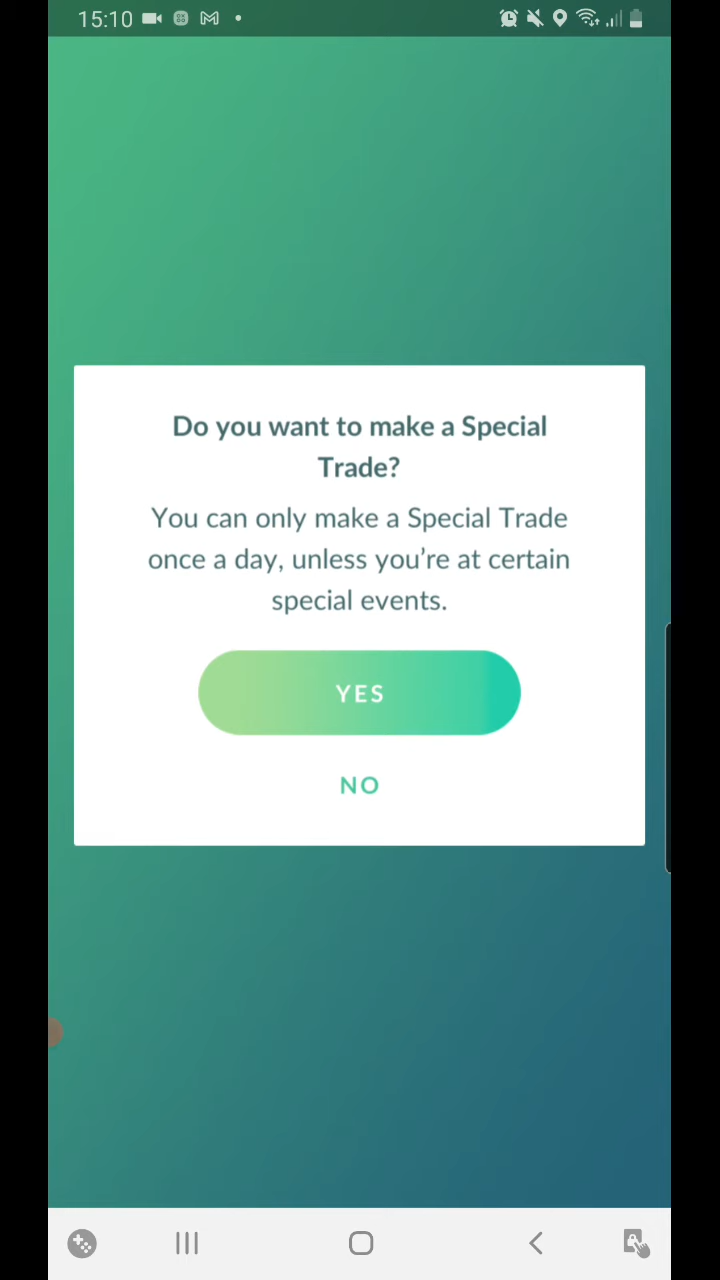 15:10
Do you want to make a Special
Trade?
You can only make a Special Trade
once a day, unless you’re at certain
special events.
YES
NO